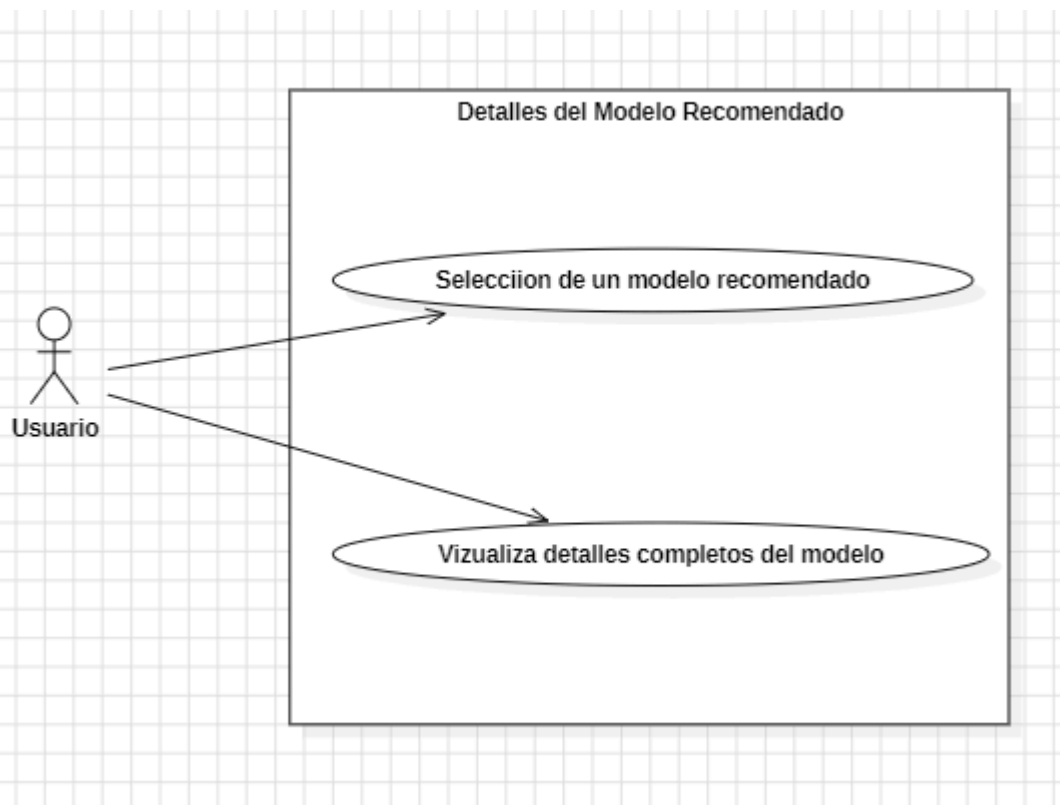 Detalles del Modelo Recomendado
Selecciion de un modelo recomendado
Usuario
Vizualiza detalles completos del modelo